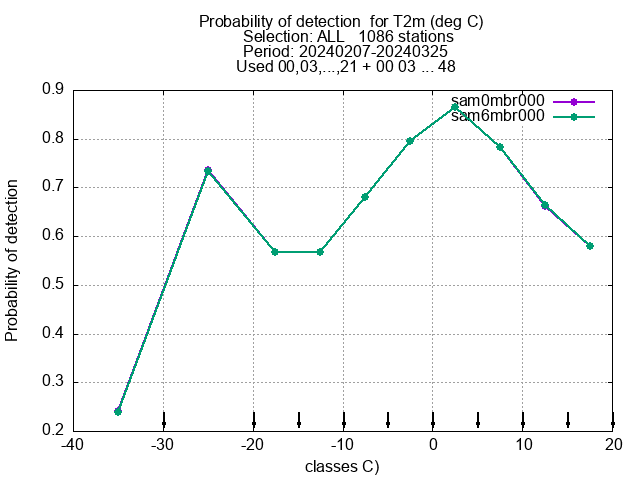 Probability of detection  for T2m (deg C)
Selection: ALL   1086 stations
Period: 20240207-20240325
Used 00,03,...,21 + 00 03 ... 48
sam0mbr000
sam6mbr000
Probability of detection
0.9
0.8
0.7
0.6
0.5
0.4
0.3
0.2
-40 -30 -20 -10 0 10 20
classes C)